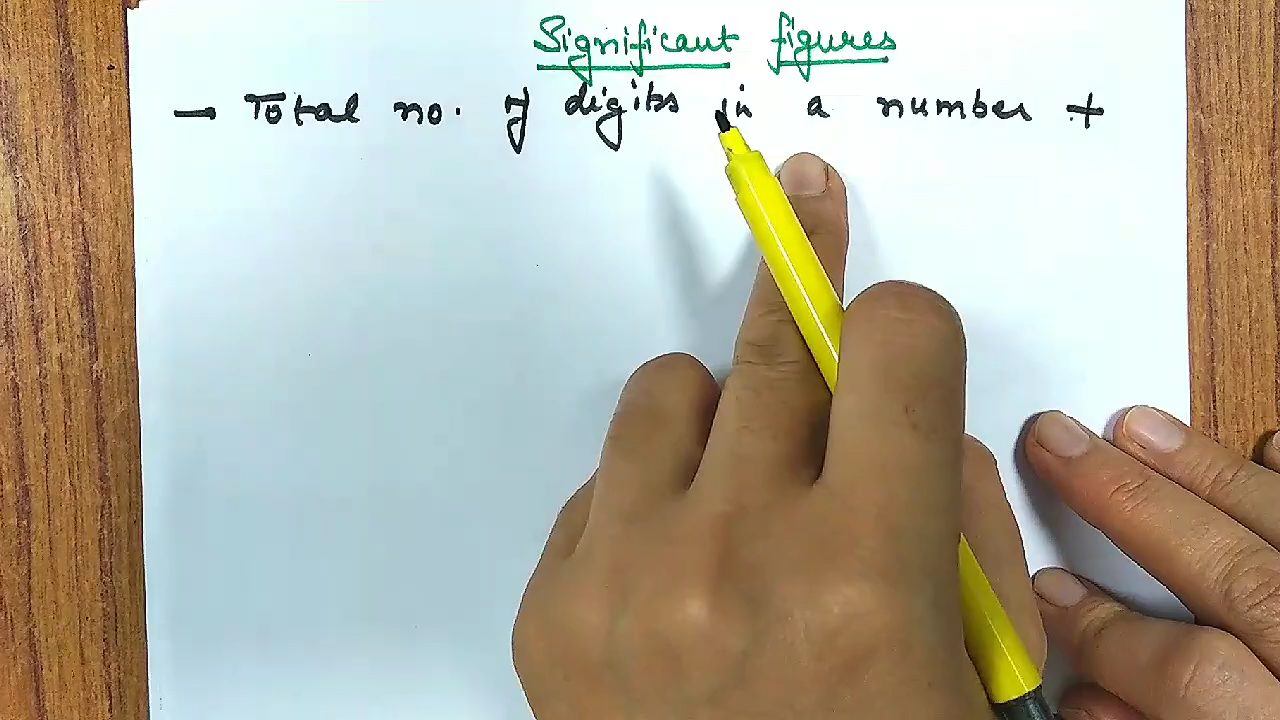 Significant figures
— Total no. of digits in a number +